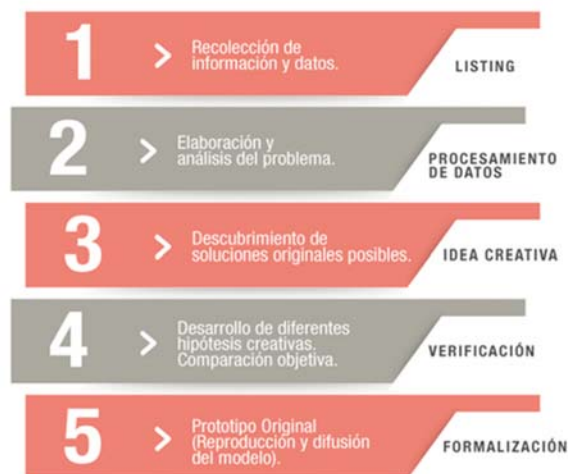 1
Recolección de
información y datos.
LISTING
2
Elaboración y
análisis del problema.
PROCESAMIENTO
DE DATOS
3
Descubrimiento de
soluciones originales posibles.
IDEA CREATIVA
4
Desarrollo de diferentes
hipótesis creativas.
Comparación objetiva.
VERIFICACIÓN
5
Prototipo Original
(Reproducción y difusión
del modelo).
FORMALIZACIÓN